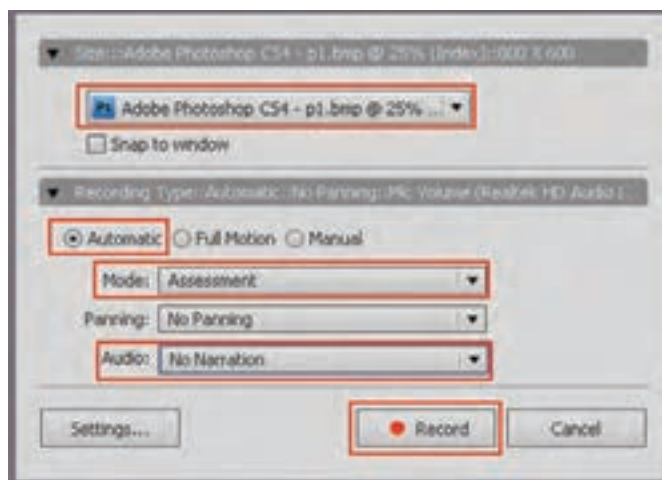 Size::Adobe Photoshop CS4 - p1.bmp @ 25% (Index)::800 X 600
Ps Adobe Photoshop CS4 - p1.bmp @ 25% ...
Snap to window
Recording Type::Automatic::No Panning::Mic Volume (Realtek HD Audio I
Automatic Full Motion Manual
Mode: Assessment
Panning: No Panning
Audio: No Narration
Settings... Record Cancel